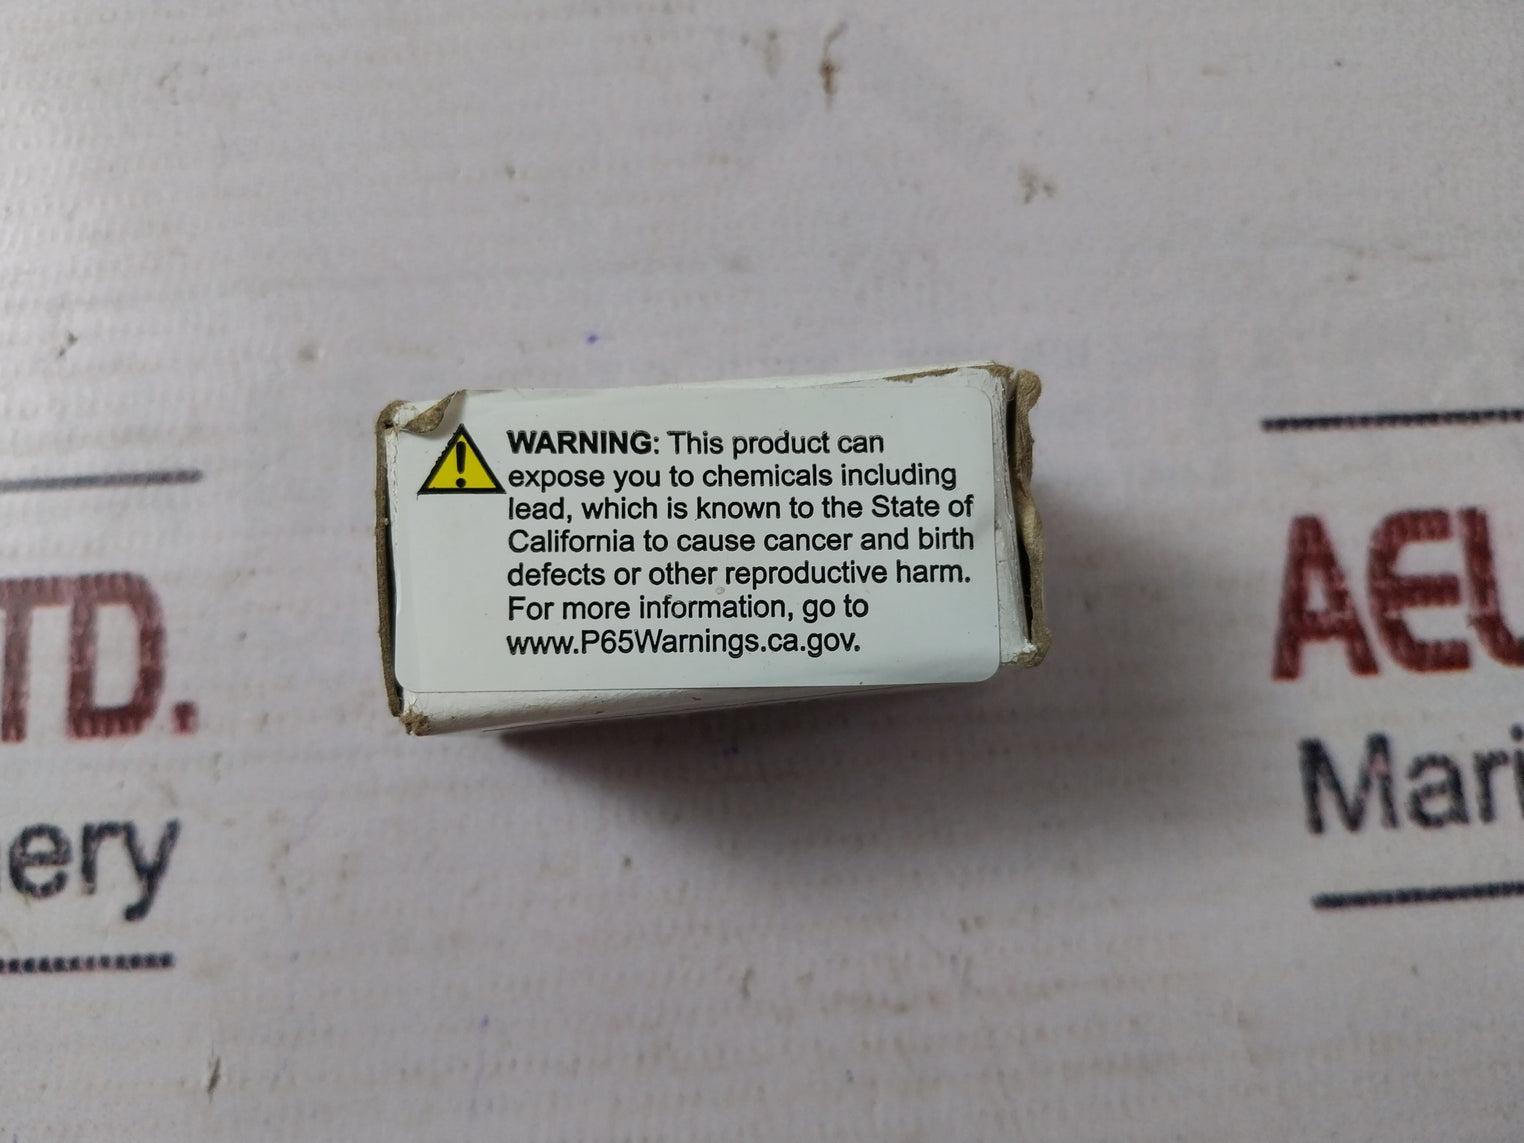 WARNING: This product can
expose you to chemicals including
lead, which is known to the State of
California to cause cancer and birth
defects or other reproductive harm.
For more information, go to
www.P65Warnings.ca.gov.
TD.
ery
AEU
Mari